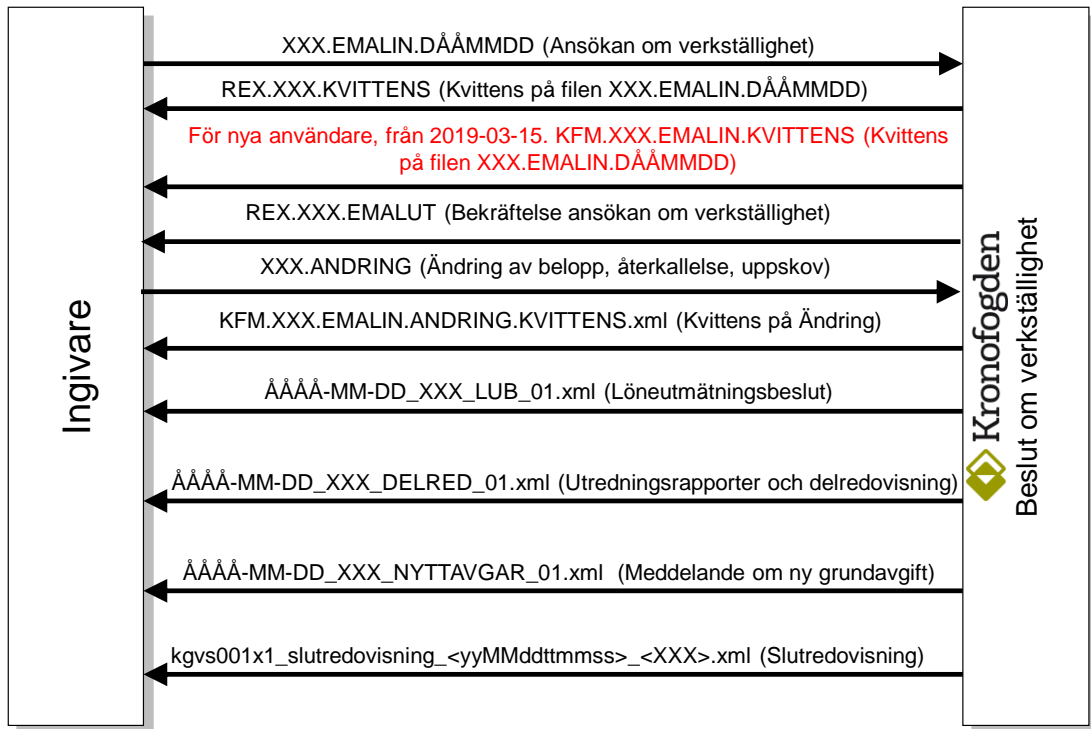 XXX.EMALIN.DÅÅMMDD (Ansökan om verkställighet)
REX.XXX.KVITTENS (Kvittens på filen XXX.EMALIN.DÅÅMMDD)
För nya användare, från 2019-03-15. KFM.XXX.EMALIN.KVITTENS (Kvittens
på filen XXX.EMALIN.DÅÅMMDD)
REX.XXX.EMALUT (Bekräftelse ansökan om verkställighet)
XXX.ANDRING (Ändring av belopp, återkallelse, uppskov)
KFM.XXX.EMALIN.ANDRING.KVITTENS.xml (Kvittens på Ändring)
ÅÅÅÅ-MM-DD_XXX_LUB_01.xml (Löneutmätningsbeslut)
ÅÅÅÅ-MM-DD_XXX_DELRED_01.xml (Utredningsrapporter och delredovisning)
ÅÅÅÅ-MM-DD_XXX_NYTTAVGAR_01.xml (Meddelande om ny grundavgift)
kgvs001x1_slutredovisning_<yyMMddttmmss>_<XXX>.xml (Slutredovisning)
Ingivare
Kronofogden
Beslut om verkställighet